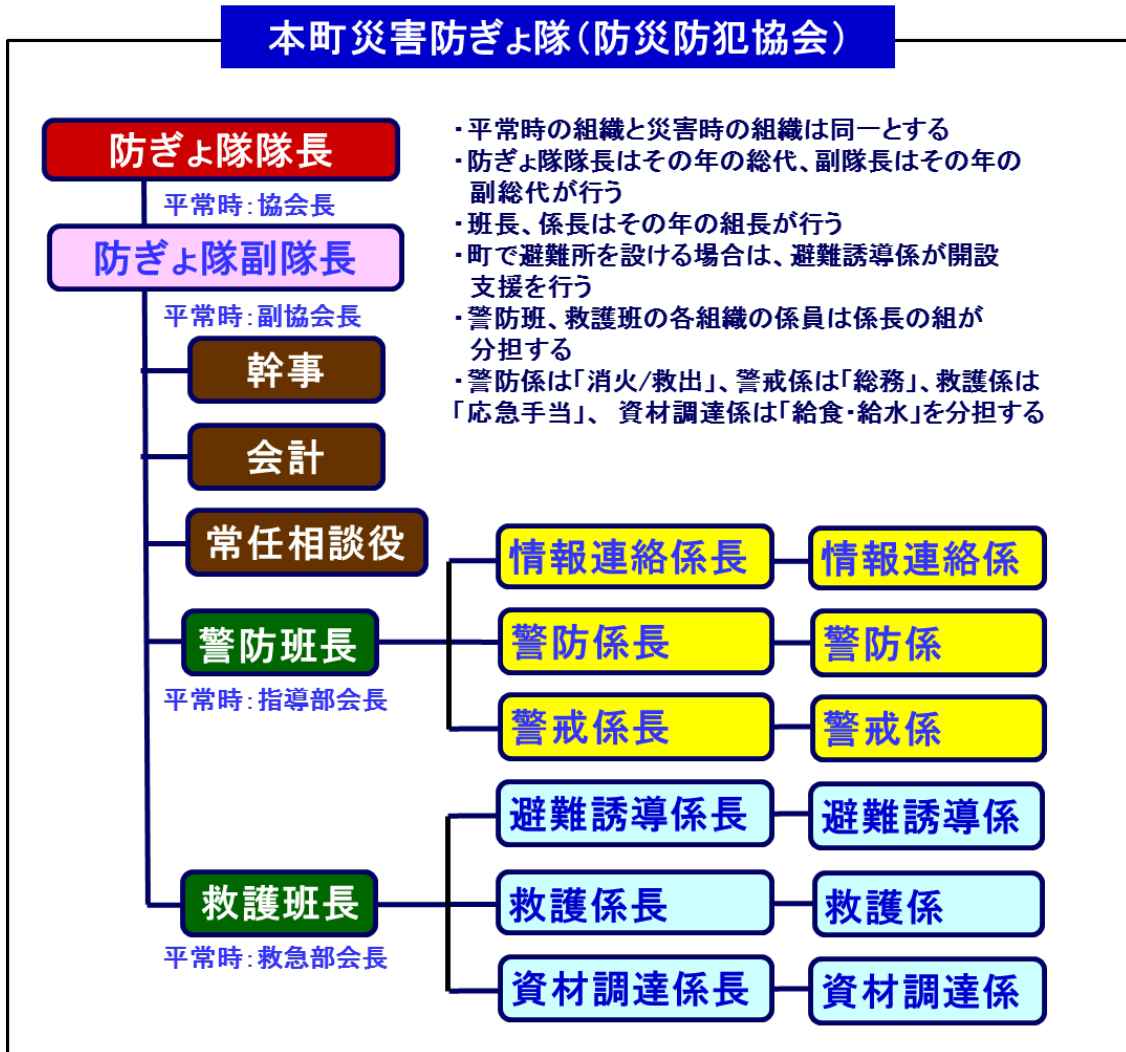 本町災害防ぎょ隊(防災防犯協会)
防ぎょ隊隊長
平常時:協会長
防ぎょ隊副隊長
平常時:副協会長
・平常時の組織と災害時の組織は同一とする
・防ぎょ隊隊長はその年の総代、副隊長はその年の
副総代が行う
・班長、係長はその年の組長が行う
・町で避難所を設ける場合は、避難誘導係が開設
支援を行う
・警防班、救護班の各組織の係員は係長の組が
分担する
・警防係は「消火/救出」、警戒係は「総務」、救護係は
「応急手当」、 資材調達係は「給食・給水」を分担する
幹事
会計
常任相談役
警防班長
平常時:指導部会長
情報連絡係長
情報連絡係
警防係長
警防係
警戒係長
警戒係
救護班長
平常時:救急部会長
避難誘導係長
避難誘導係
救護係長
救護係
資材調達係長
資材調達係